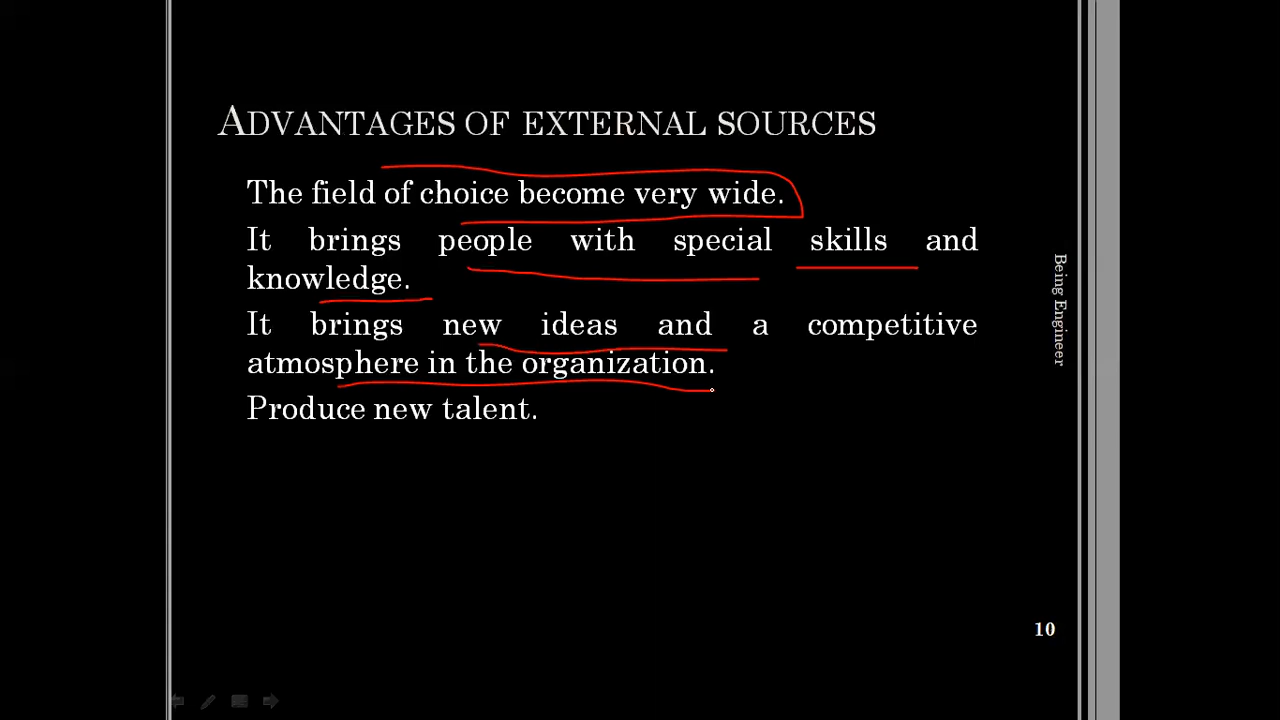 ADVANTAGES OF EXTERNAL SOURCES
The field of choice become very wide.
It brings people with special skills and
knowledge.
It brings new ideas and a competitive
atmosphere in the organization.
Produce new talent.
Being Engineer
10